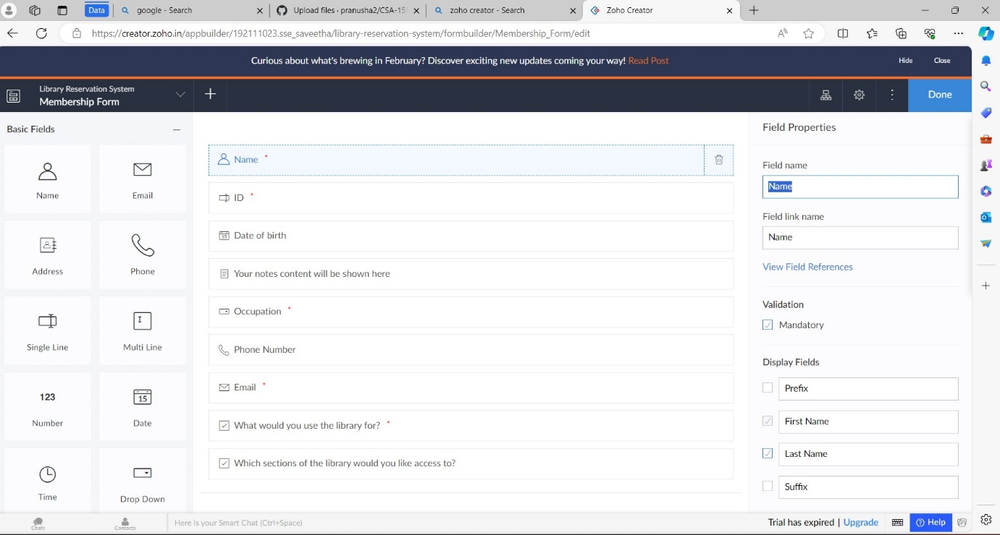 Data
google - Search
Upload files · pranusha2/CSA-15
zoho creator - Search
Zoho Creator
https://creator.zoho.in/appbuilder/192111023.sse_saveetha/library-reservation-system/formbuilder/Membership_Form/edit
Curious about what's brewing in February? Discover exciting new updates coming your way! Read Post
Hide
Close
Library Reservation System
Membership Form
Done
Basic Fields
Name
Email
Address
Phone
Single Line
Multi Line
123
Number
15
Date
Time
Drop Down
Name *
ID *
Date of birth
Your notes content will be shown here
Occupation *
Phone Number
Email *
What would you use the library for? *
Which sections of the library would you like access to?
Field Properties
Field name
Name
Field link name
Name
View Field References
Validation
Mandatory
Display Fields
Prefix
First Name
Last Name
Suffix
Chats
Contacts
Here is your Smart Chat (Ctrl+Space)
Trial has expired | Upgrade
Help